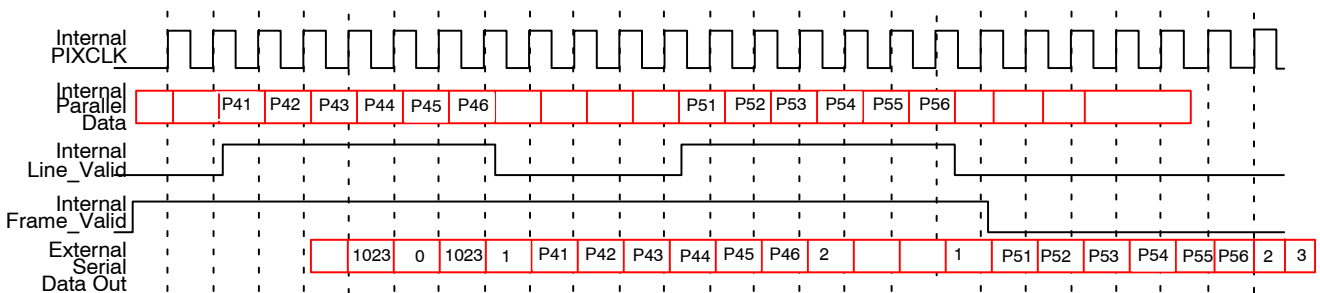 Internal
PIXCLK
Internal
Parallel
Data
P41 P42 P43 P44 P45 P46 P51 P52 P53 P54 P55 P56
Internal
Line_Valid
Internal
Frame_Valid
External
Serial
Data Out
1023 0 1023 1 P41 P42 P43 P44 P45 P46 2 1 P51 P52 P53 P54 P55 P56 2 3